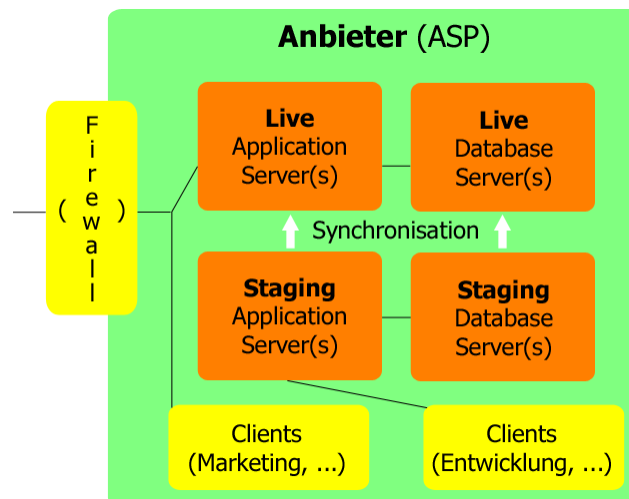 Anbieter (ASP)
(Firewall)
Live
Application
Server(s)
Live
Database
Server(s)
Synchronisation
Staging
Application
Server(s)
Staging
Database
Server(s)
Clients
(Marketing, ...)
Clients
(Entwicklung, ...)